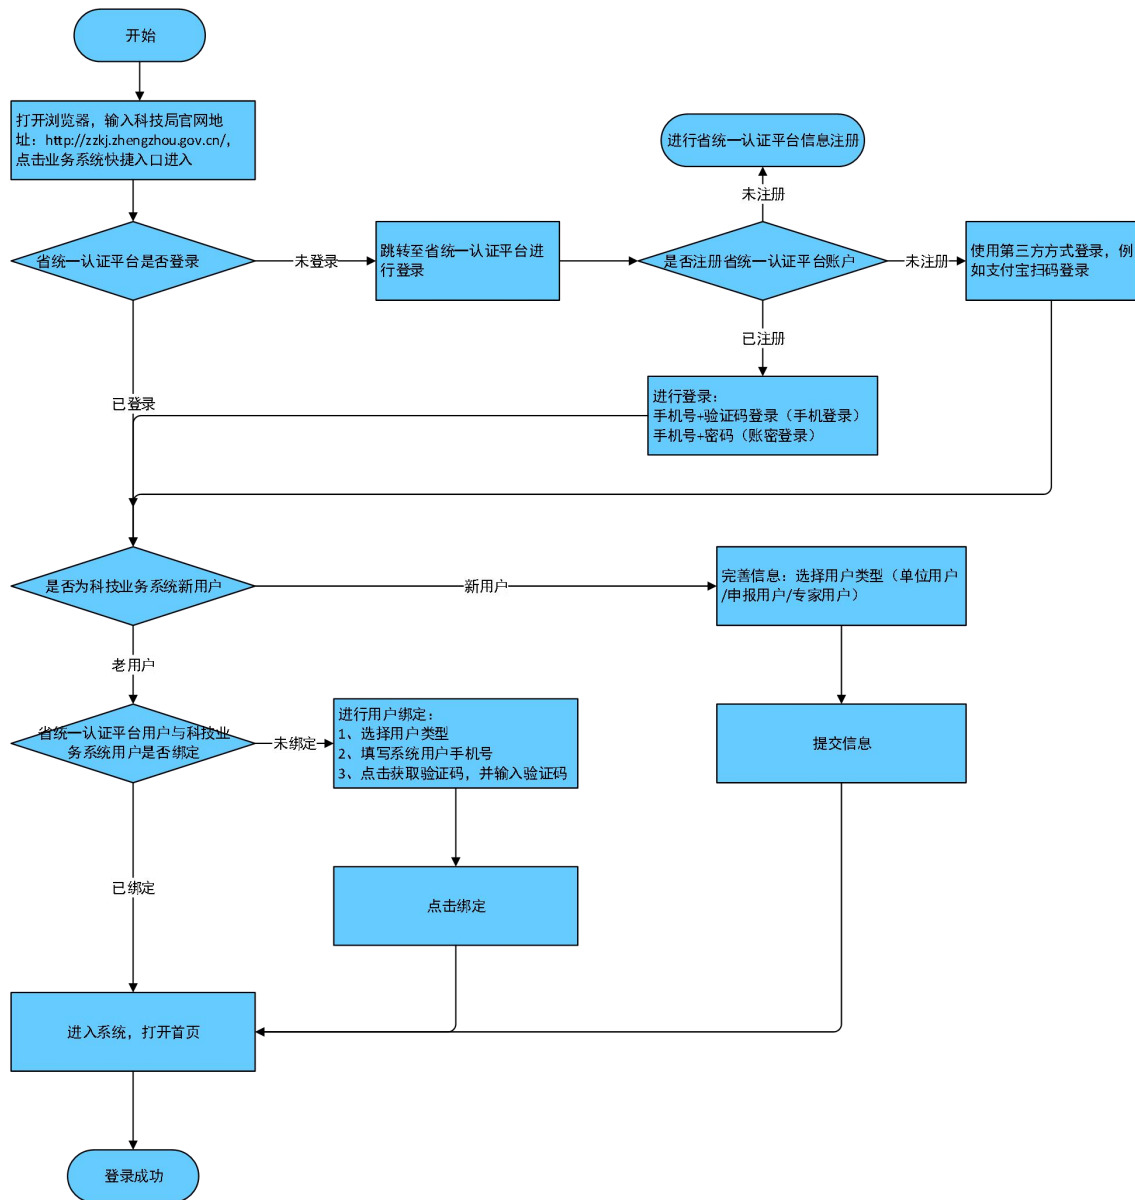 开始
打开浏览器，输入科技局官网地
址：http://zzkj.zhengzhou.gov.cn/，
点击业务系统快捷入口进入
进行省统一认证平台信息注册
未注册
省统一认证平台是否登录
未登录
跳转至省统一认证平台进
行登录
是否注册省统一认证平台账户
未注册
使用第三方方式登录，例
如支付宝扫码登录
已注册
已登录
进行登录：
手机号+验证码登录（手机登录）
手机号+密码（账密登录）
是否为科技业务系统新用户
新用户
完善信息：选择用户类型（单位用户
/申报用户/专家用户）
老用户
省统一认证平台用户与科技业
务系统用户是否绑定
未绑定
进行用户绑定：
1、选择用户类型
2、填写系统用户手机号
3、点击获取验证码，并输入验证码
提交信息
已绑定
点击绑定
进入系统，打开首页
登录成功